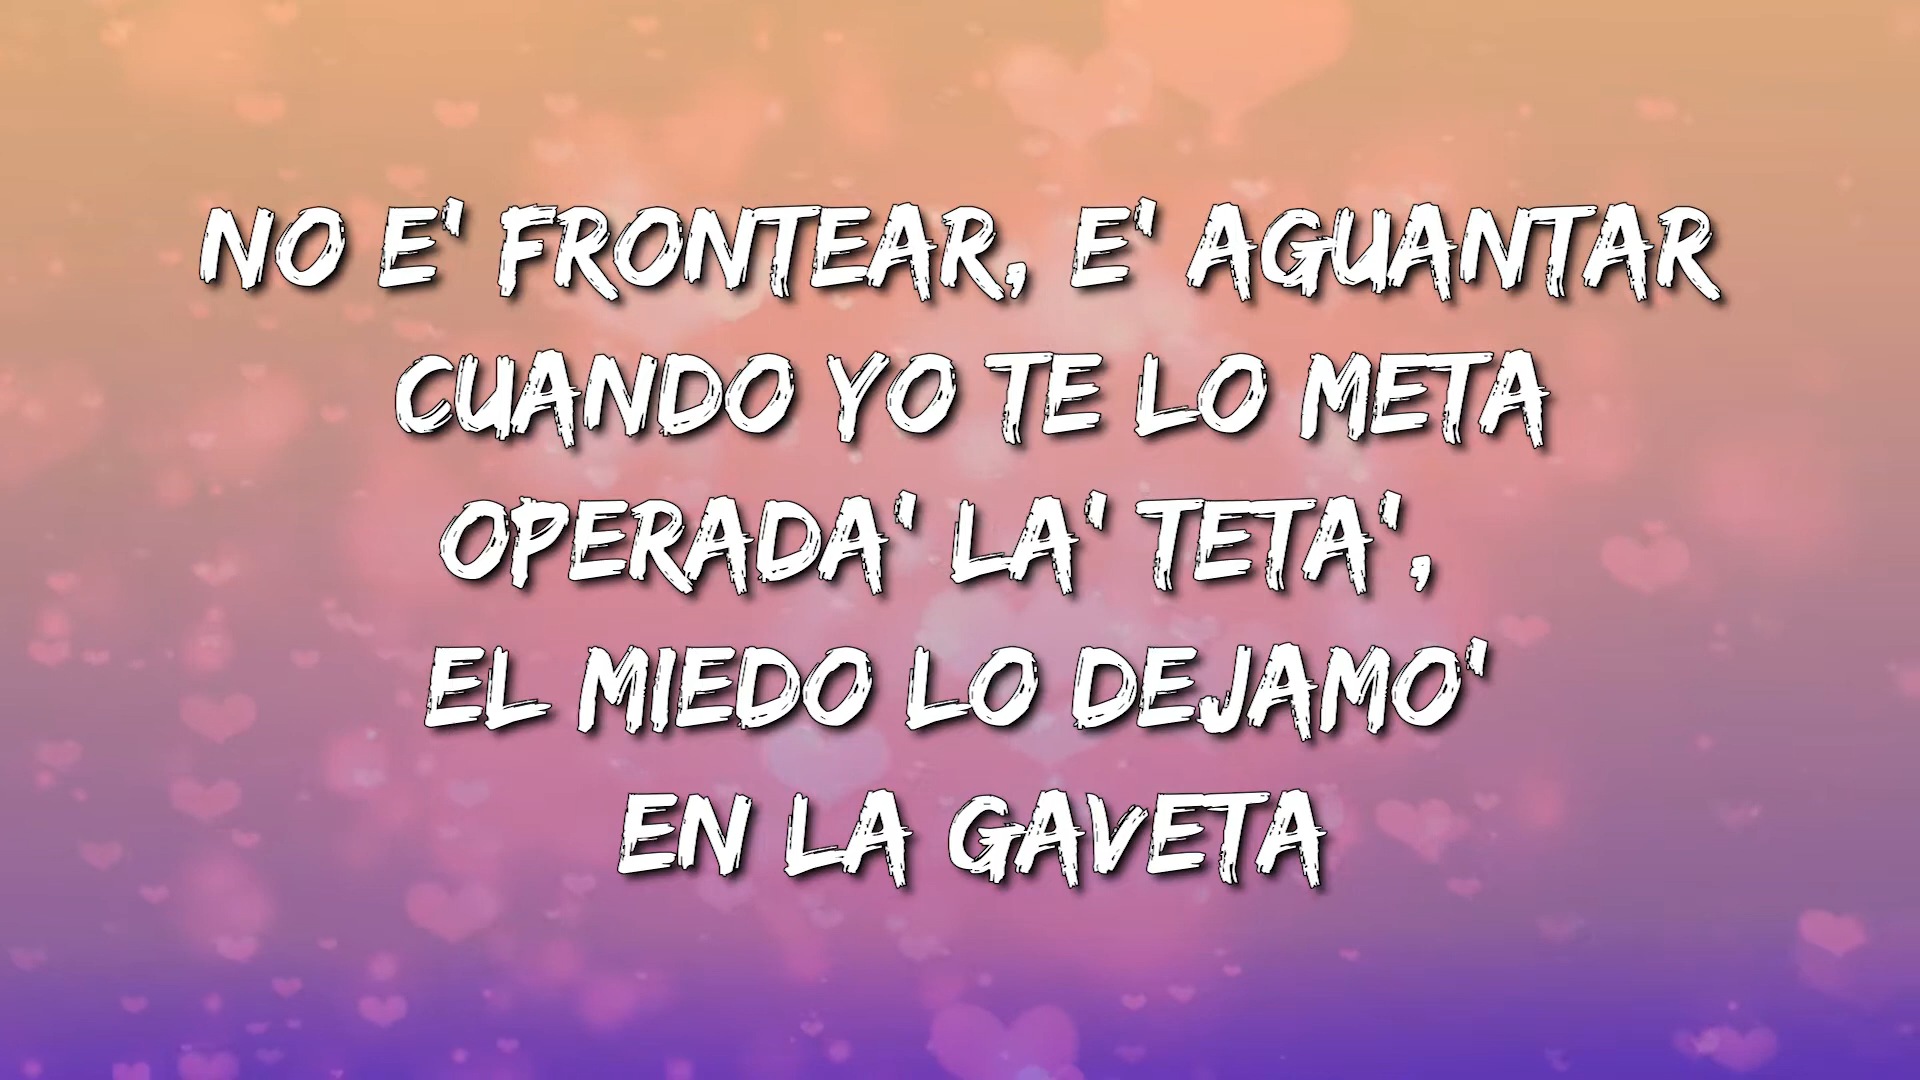 NO E' FRONTEAR, E' AGUANTAR
CUANDO YO TE LO META
OPERADA' LA' TETA',
EL MIEDO LO DEJAMO'
EN LA GAVETA